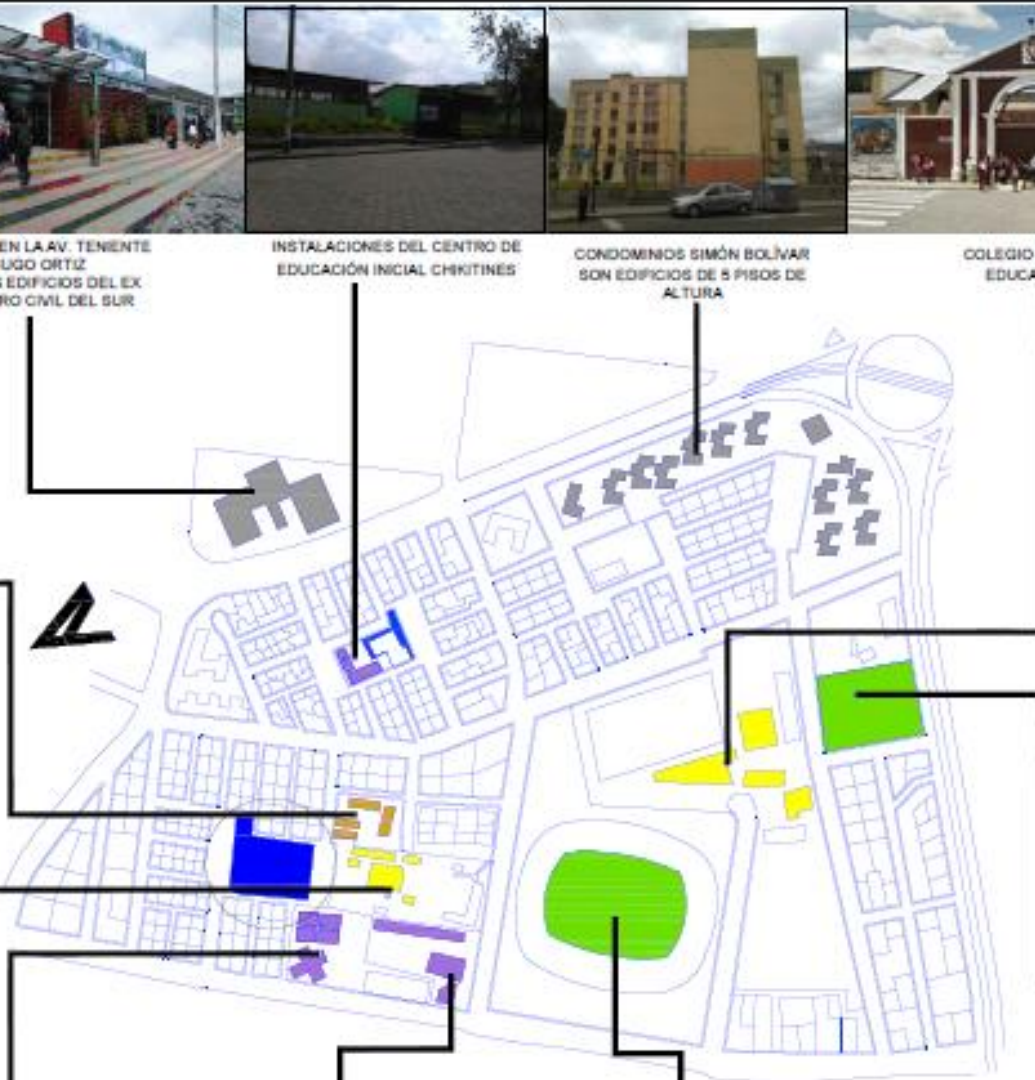 EN LA AV. TENIENTE
UGO ORTIZ
S EDIFICIOS DEL EX
RO CIVIL DEL SUR
INSTALACIONES DEL CENTRO DE
EDUCACIÓN INICIAL CHIKITINES
CONDOMINIOS SIMÓN BOLÍVAR
SON EDIFICIOS DE 5 PISOS DE
ALTURA
COLEGIO
EDUCA